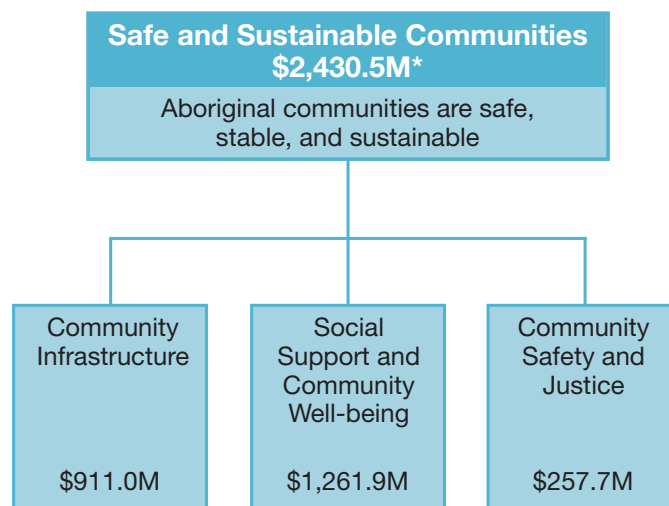 Safe and Sustainable Communities
$2,430.5M*
Aboriginal communities are safe,
stable, and sustainable
Community
Infrastructure
$911.0M
Social
Support and
Community
Well-being
$1,261.9M
Community
Safety and
Justice
$257.7M